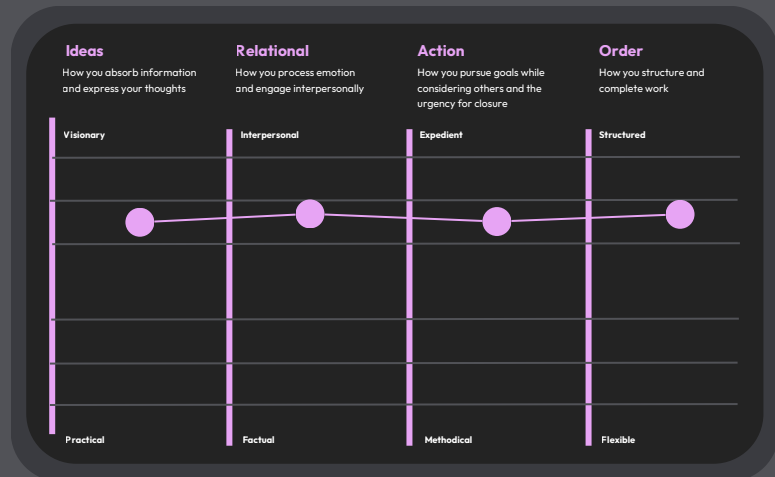 Ideas
How you absorb information
and express your thoughts
Relational
How you process emotion
and engage interpersonally
Action
How you pursue goals while
considering others and the
urgency for closure
Order
How you structure and
complete work
Visionary
Interpersonal
Expedient
Structured
Practical
Factual
Methodical
Flexible